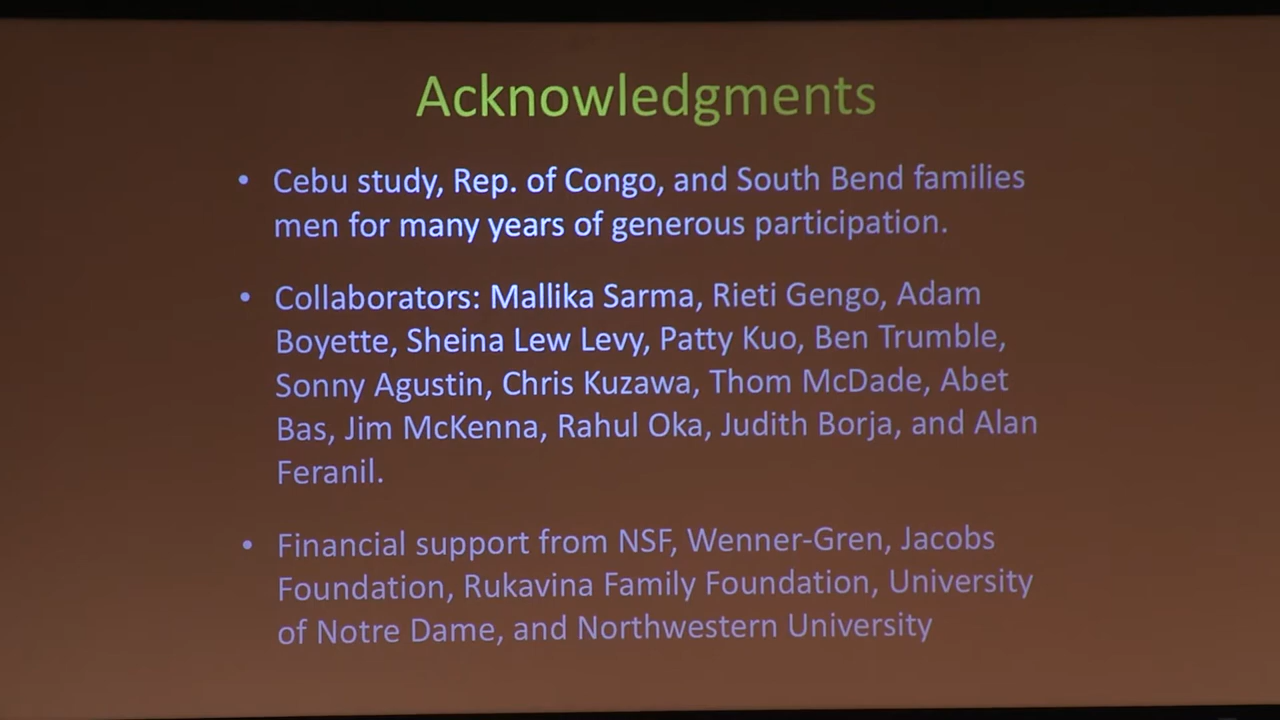 Acknowledgments
• Cebu study, Rep. of Congo, and South Bend families
men for many years of generous participation.
• Collaborators: Mallika Sarma, Rieti Gengo, Adam
Boyette, Sheina Lew Levy, Patty Kuo, Ben Trumble,
Sonny Agustin, Chris Kuzawa, Thom McDade, Abet
Bas, Jim McKenna, Rahul Oka, Judith Borja, and Alan
Feranil.
• Financial support from NSF, Wenner-Gren, Jacobs
Foundation, Rukavina Family Foundation, University
of Notre Dame, and Northwestern University